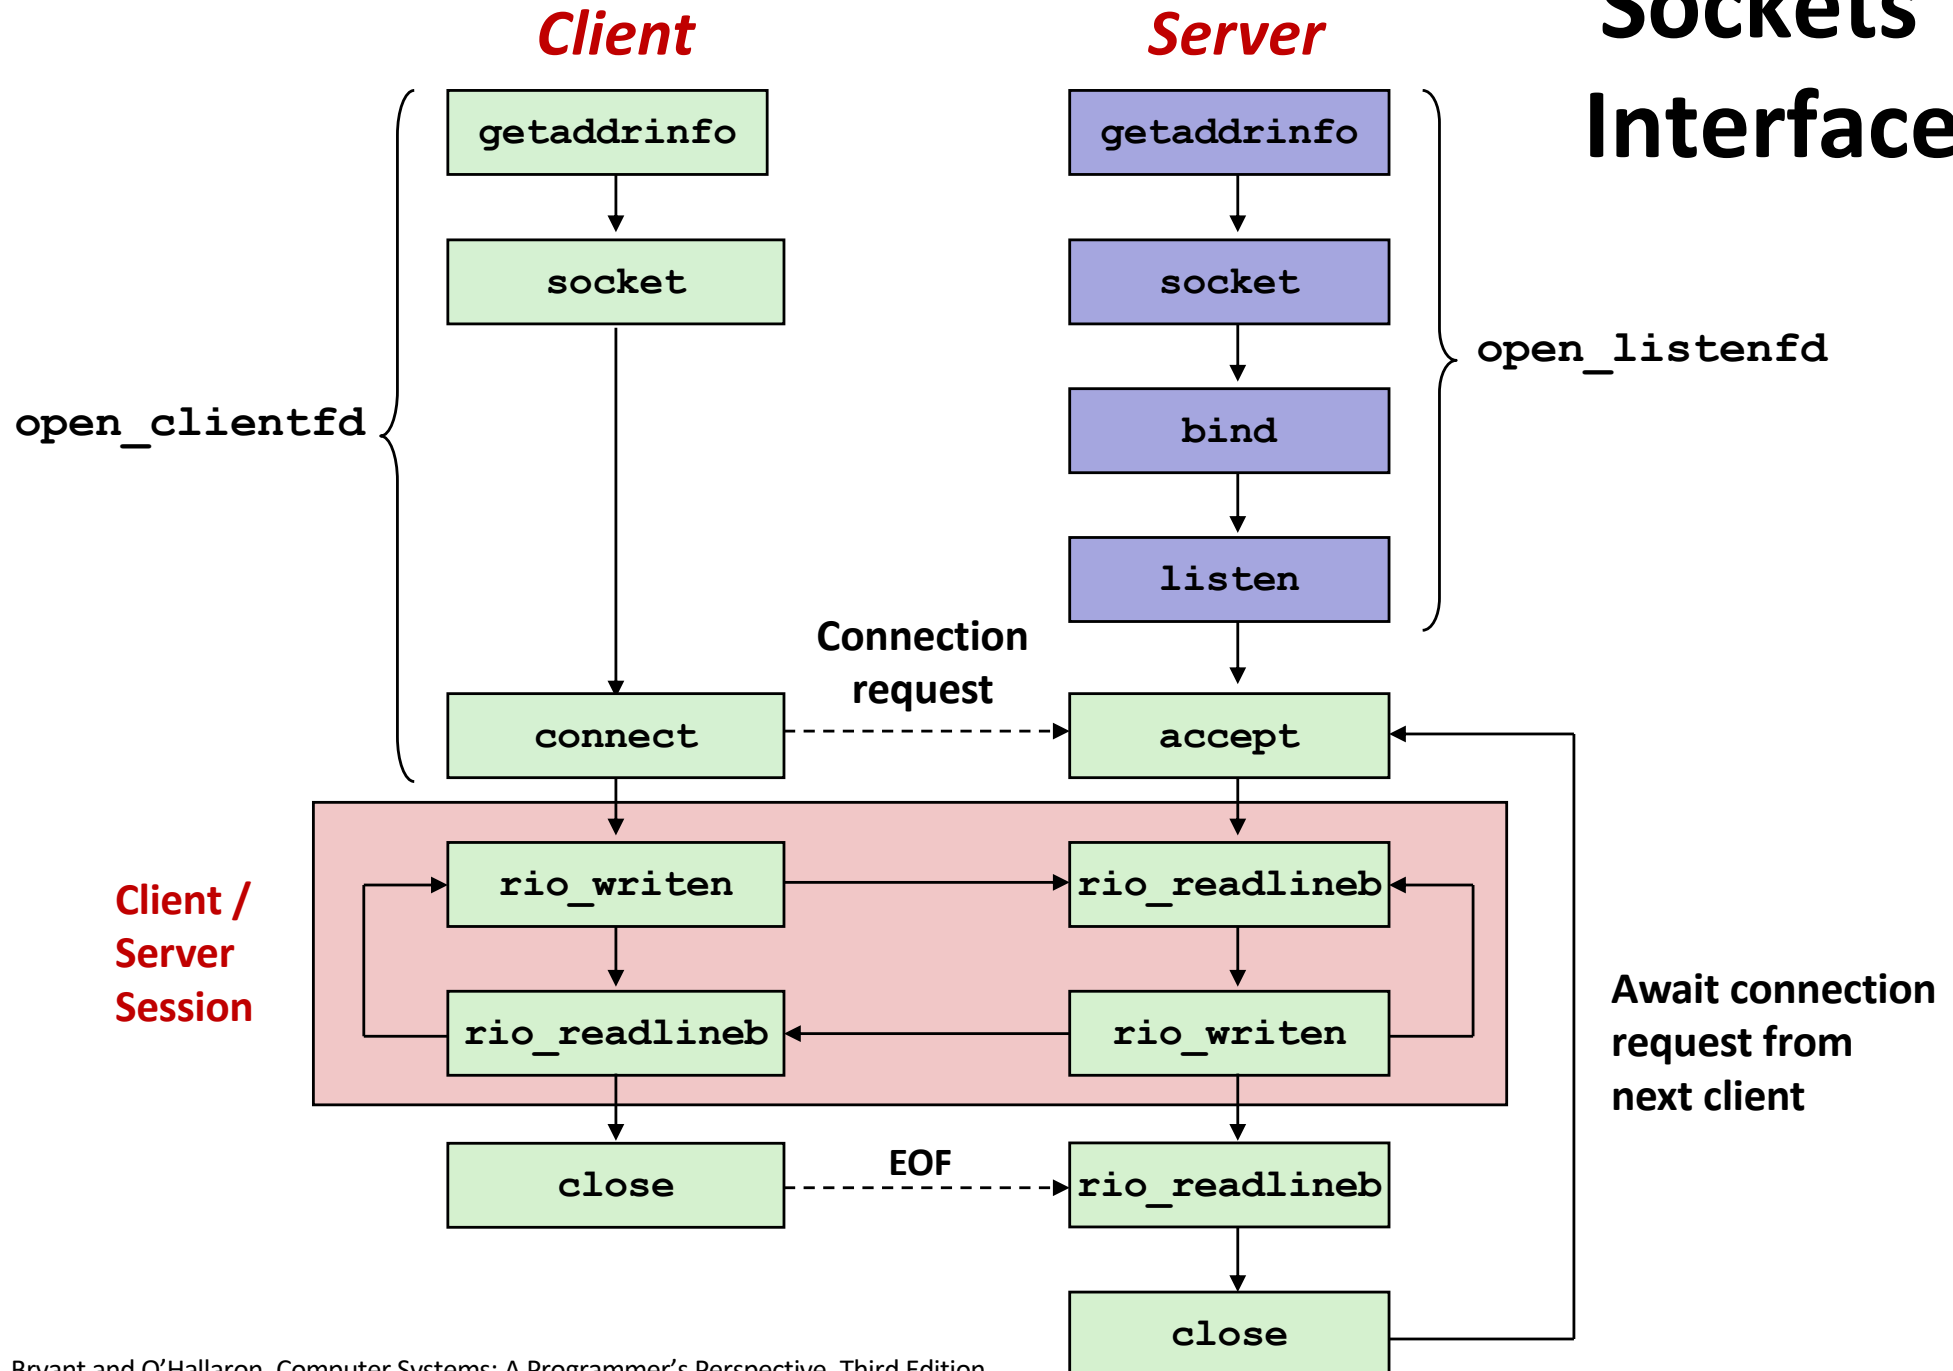 Client
Server
Sockets
Interface
getaddrinfo
getaddrinfo
socket
socket
open_listenfd
open_clientfd
bind
listen
Connection
request
connect
accept
Client /
Server
Session
rio_writen
rio_readlineb
rio_readlineb
rio_writen
Await connection
request from
next client
close
EOF
rio_readlineb
close
Bryant and O'Hallaron, Computer Systems: A Programmer's Perspective, Third Edition